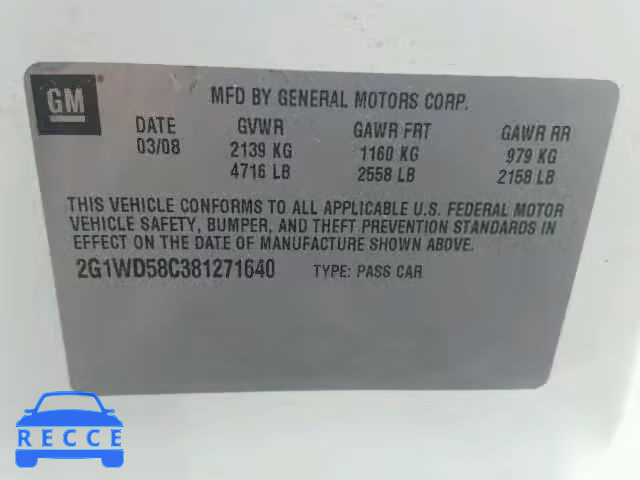 GM
MFD BY GENERAL MOTORS CORP.
DATE GVWR GAWR FRT GAWR RR
03/08 2139 KG 1160 KG 979 KG
4716 LB 2558 LB 2158 LB
THIS VEHICLE CONFORMS TO ALL APPLICABLE U.S. FEDERAL MOTOR
VEHICLE SAFETY, BUMPER, AND THEFT PREVENTION STANDARDS IN
EFFECT ON THE DATE OF MANUFACTURE SHOWN ABOVE.
2G1WD58C381271640 TYPE: PASS CAR
RECCE